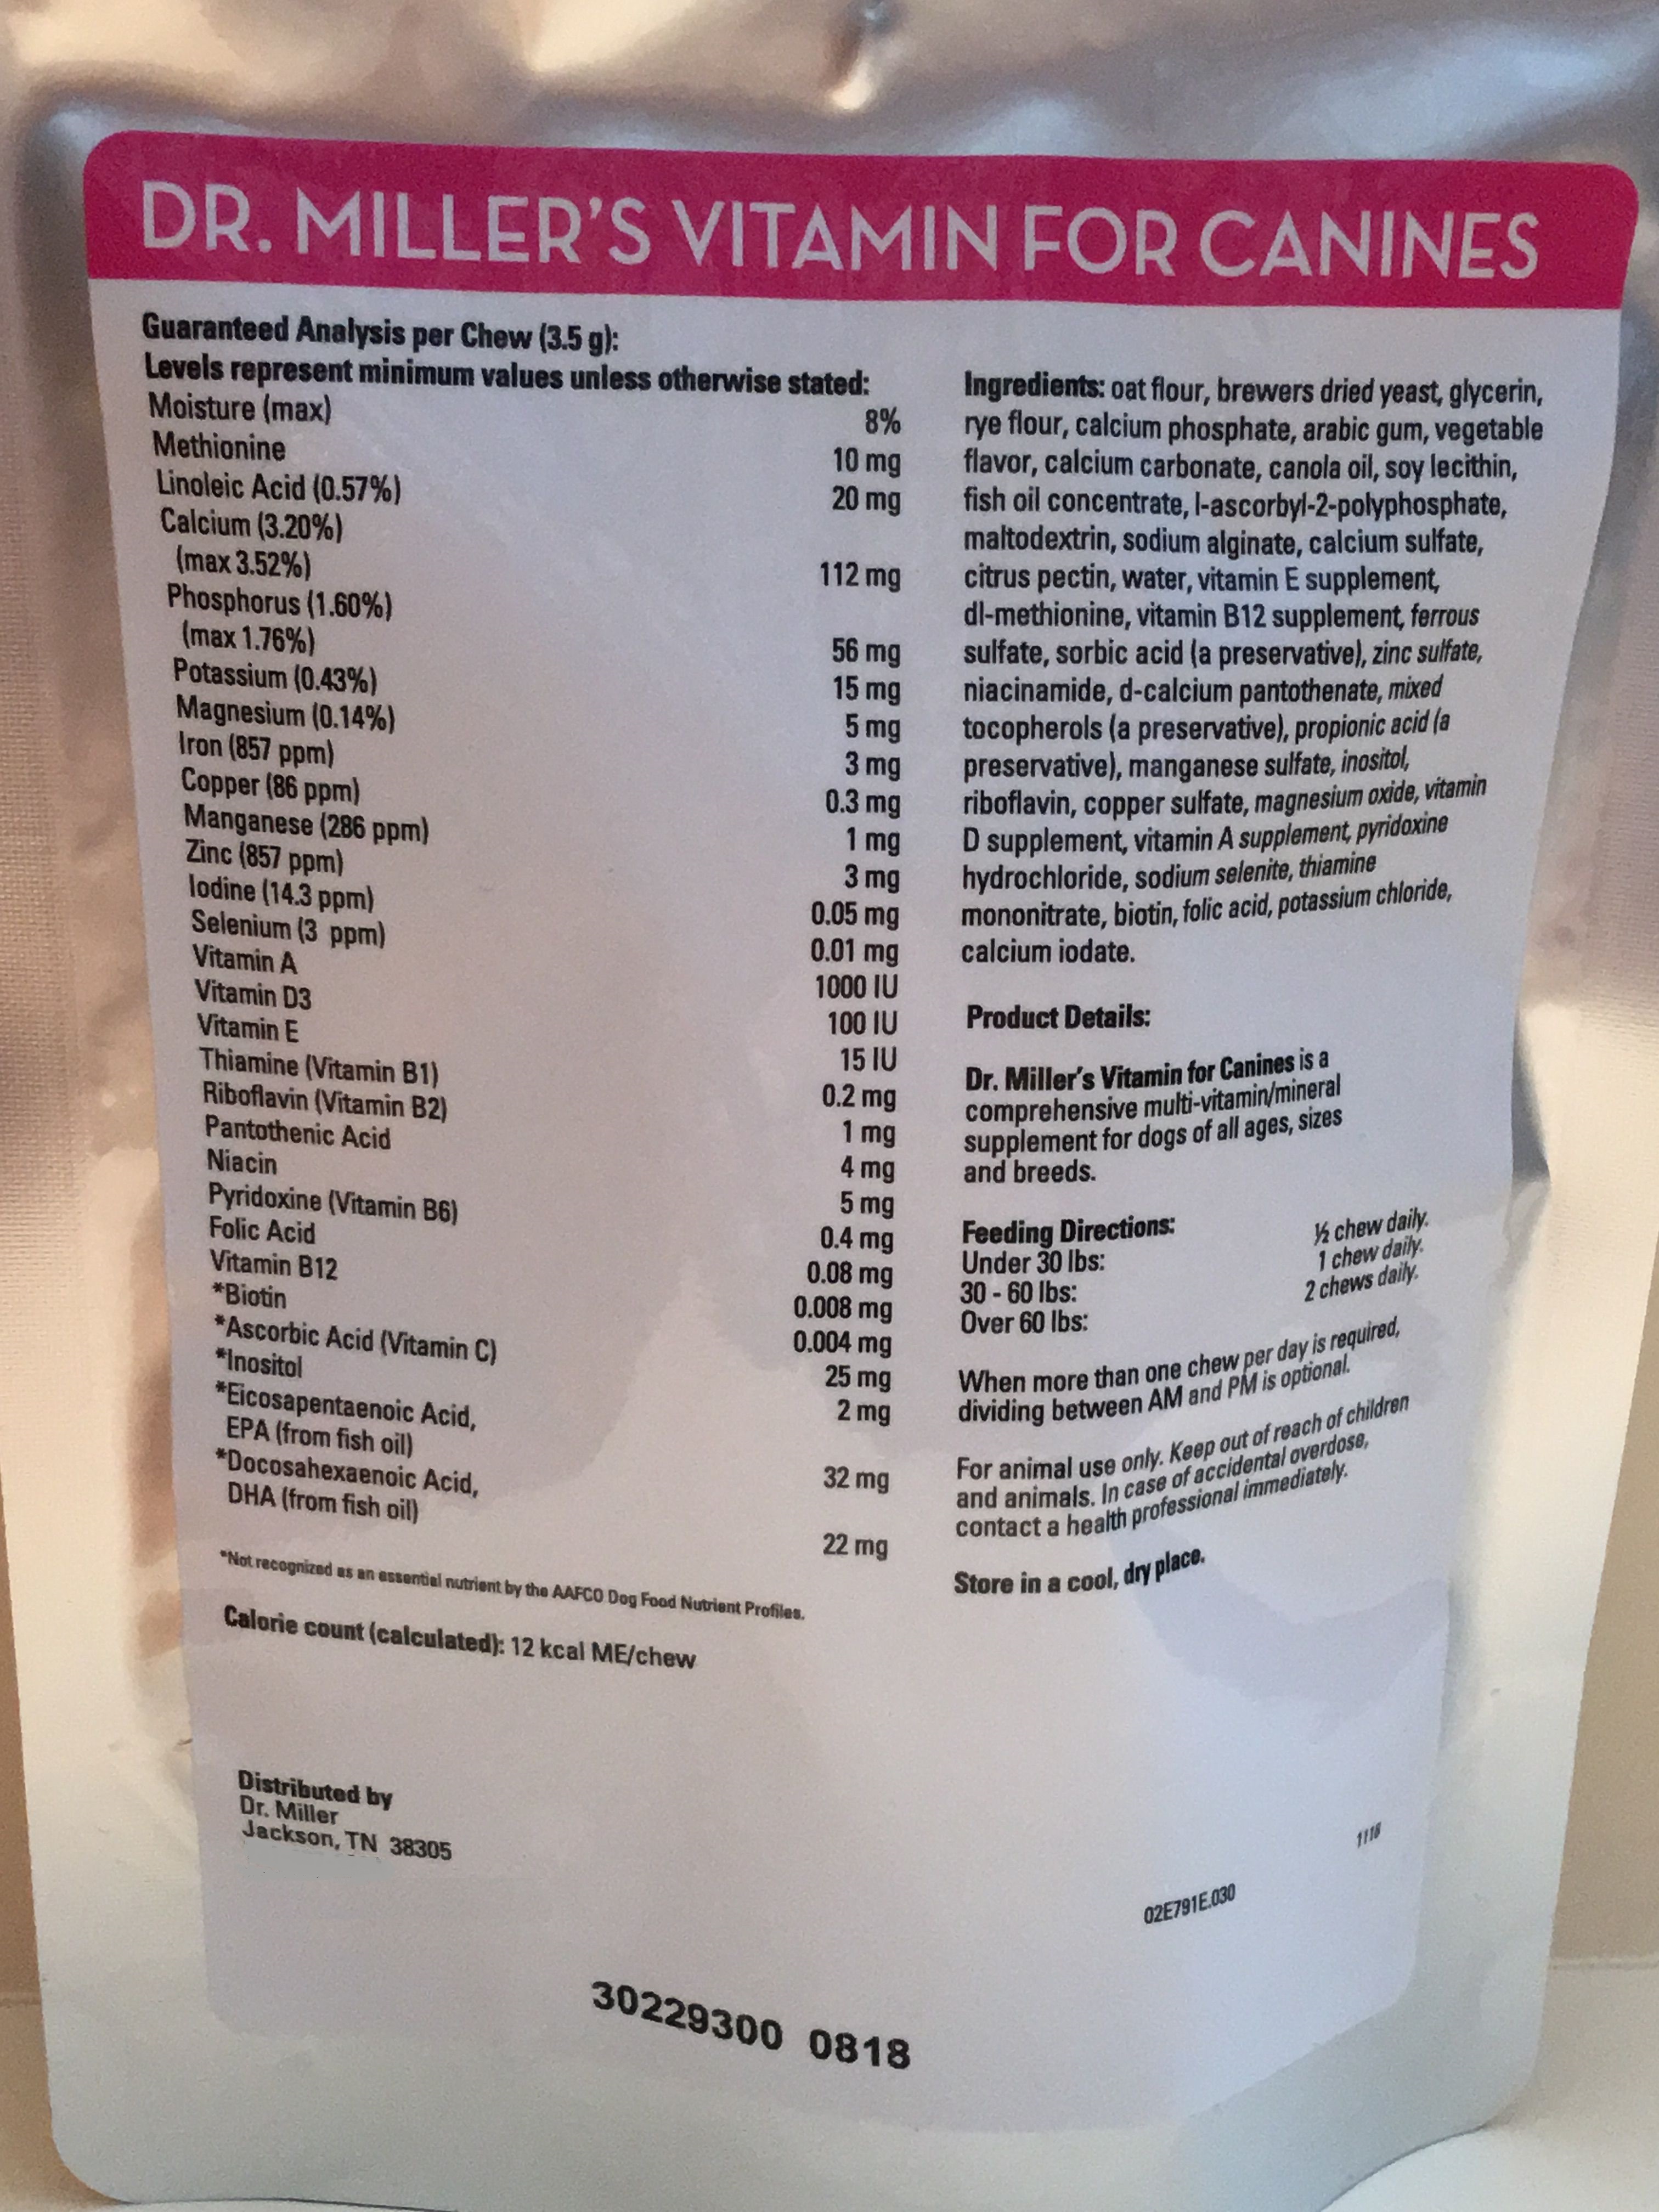 DR. MILLER'S VITAMIN FOR CANINES
Guaranteed Analysis per Chew (3.5 g):
Levels represent minimum values unless otherwise stated:
Moisture (max) 8%
Methionine 10 mg
Linoleic Acid (0.57%) 20 mg
Calcium (3.20%)
(max 3.52%) 112 mg
Phosphorus (1.60%)
(max 1.76%) 56 mg
Potassium (0.43%) 15 mg
Magnesium (0.14%) 5 mg
Iron (857 ppm) 3 mg
Copper (86 ppm) 0.3 mg
Manganese (286 ppm) 1 mg
Zinc (857 ppm) 3 mg
Iodine (14.3 ppm) 0.05 mg
Selenium (3 ppm) 0.01 mg
Vitamin A 1000 IU
Vitamin D3 100 IU
Vitamin E 15 IU
Thiamine (Vitamin B1) 0.2 mg
Riboflavin (Vitamin B2) 1 mg
Pantothenic Acid 4 mg
Niacin 5 mg
Pyridoxine (Vitamin B6) 0.4 mg
Folic Acid 0.08 mg
Vitamin B12 0.008 mg
*Biotin 0.004 mg
*Ascorbic Acid (Vitamin C) 25 mg
*Inositol 2 mg
*Eicosapentaenoic Acid,
EPA (from fish oil) 32 mg
*Docosahexaenoic Acid,
DHA (from fish oil) 22 mg
*Not recognized as an essential nutrient by the AAFCO Dog Food Nutrient Profiles.
Calorie count (calculated): 12 kcal ME/chew
Distributed by
Dr. Miller
Jackson, TN 38305
Ingredients: oat flour, brewers dried yeast, glycerin,
rye flour, calcium phosphate, arabic gum, vegetable
flavor, calcium carbonate, canola oil, soy lecithin,
fish oil concentrate, l-ascorbyl-2-polyphosphate,
maltodextrin, sodium alginate, calcium sulfate,
citrus pectin, water, vitamin E supplement,
dl-methionine, vitamin B12 supplement, ferrous
sulfate, sorbic acid (a preservative), zinc sulfate,
niacinamide, d-calcium pantothenate, mixed
tocopherols (a preservative), propionic acid (a
preservative), manganese sulfate, inositol,
riboflavin, copper sulfate, magnesium oxide, vitamin
D supplement, vitamin A supplement, pyridoxine
hydrochloride, sodium selenite, thiamine
mononitrate, biotin, folic acid, potassium chloride,
calcium iodate.
Product Details:
Dr. Miller's Vitamin for Canines is a
comprehensive multi-vitamin/mineral
supplement for dogs of all ages, sizes
and breeds.
Feeding Directions:
Under 30 lbs: ½ chew daily.
30 - 60 lbs: 1 chew daily.
Over 60 lbs: 2 chews daily.
When more than one chew per day is required,
dividing between AM and PM is optional.
For animal use only. Keep out of reach of children
and animals. In case of accidental overdose,
contact a health professional immediately.
Store in a cool, dry place.
1116
02E791E.030
30229300 0818